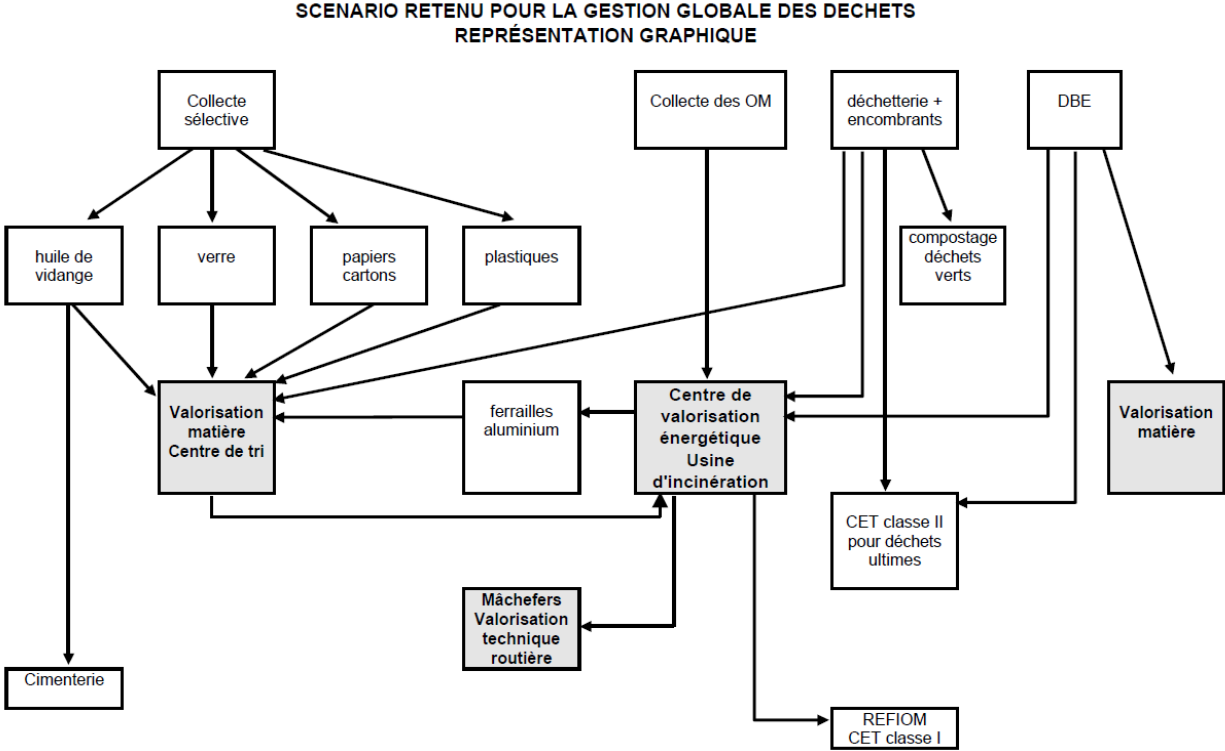 SCENARIO RETENU POUR LA GESTION GLOBALE DES DECHETS
REPRÉSENTATION GRAPHIQUE
Collecte
sélective
Collecte des OM
déchetterie +
encombrants
DBE
huile de
vidange
verre
papiers
cartons
plastiques
compostage
déchets
verts
Valorisation
matière
Centre de tri
ferrailles
aluminium
Centre de
valorisation
énergétique
Usine
d'incinération
Valorisation
matière
CET classe II
pour déchets
ultimes
Mâchefers
Valorisation
technique
routière
Cimenterie
REFIOM
CET classe I